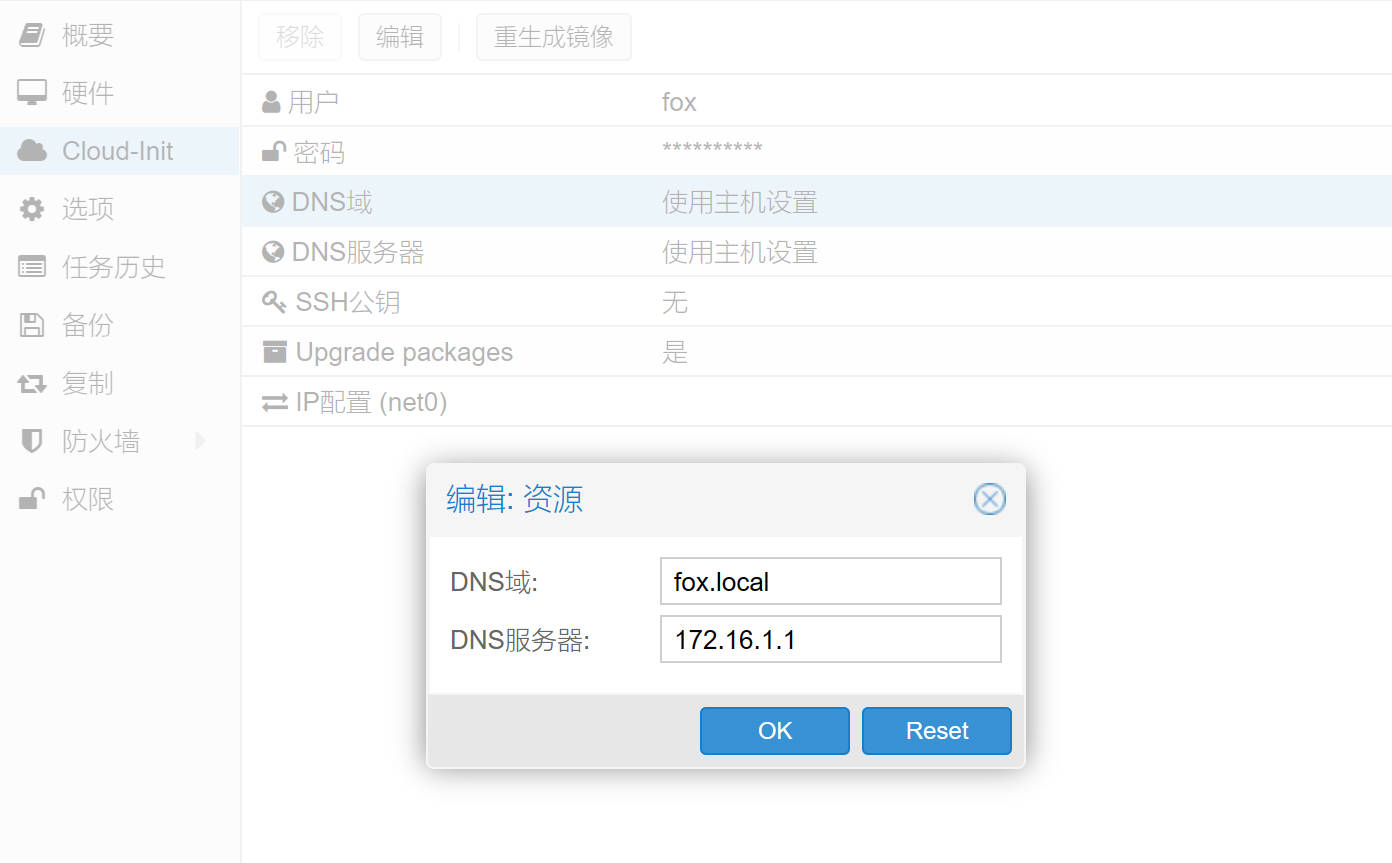 概要
硬件
Cloud-Init
选项
任务历史
备份
复制
防火墙
权限
移除 编辑 重生成镜像
用户 fox
密码 **********
DNS域 使用主机设置
DNS服务器 使用主机设置
SSH公钥 无
Upgrade packages 是
IP配置 (net0)
编辑: 资源
DNS域: fox.local
DNS服务器: 172.16.1.1
OK Reset